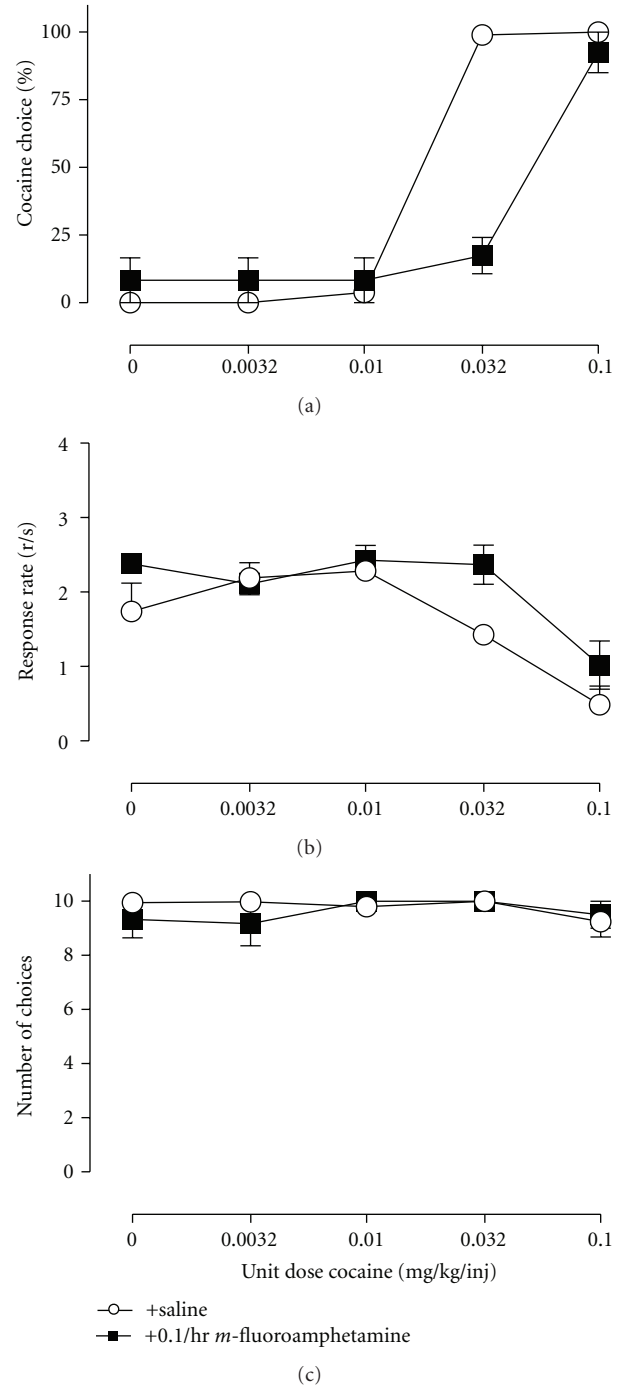 100
75
50
25
0
Cocaine choice (%)
0 0.0032 0.01 0.032 0.1
(a)
4
3
2
1
0
Response rate (r/s)
0 0.0032 0.01 0.032 0.1
(b)
10
8
6
4
2
0
Number of choices
0 0.0032 0.01 0.032 0.1
Unit dose cocaine (mg/kg/inj)
+saline
+0.1/hr m-fluoroamphetamine
(c)